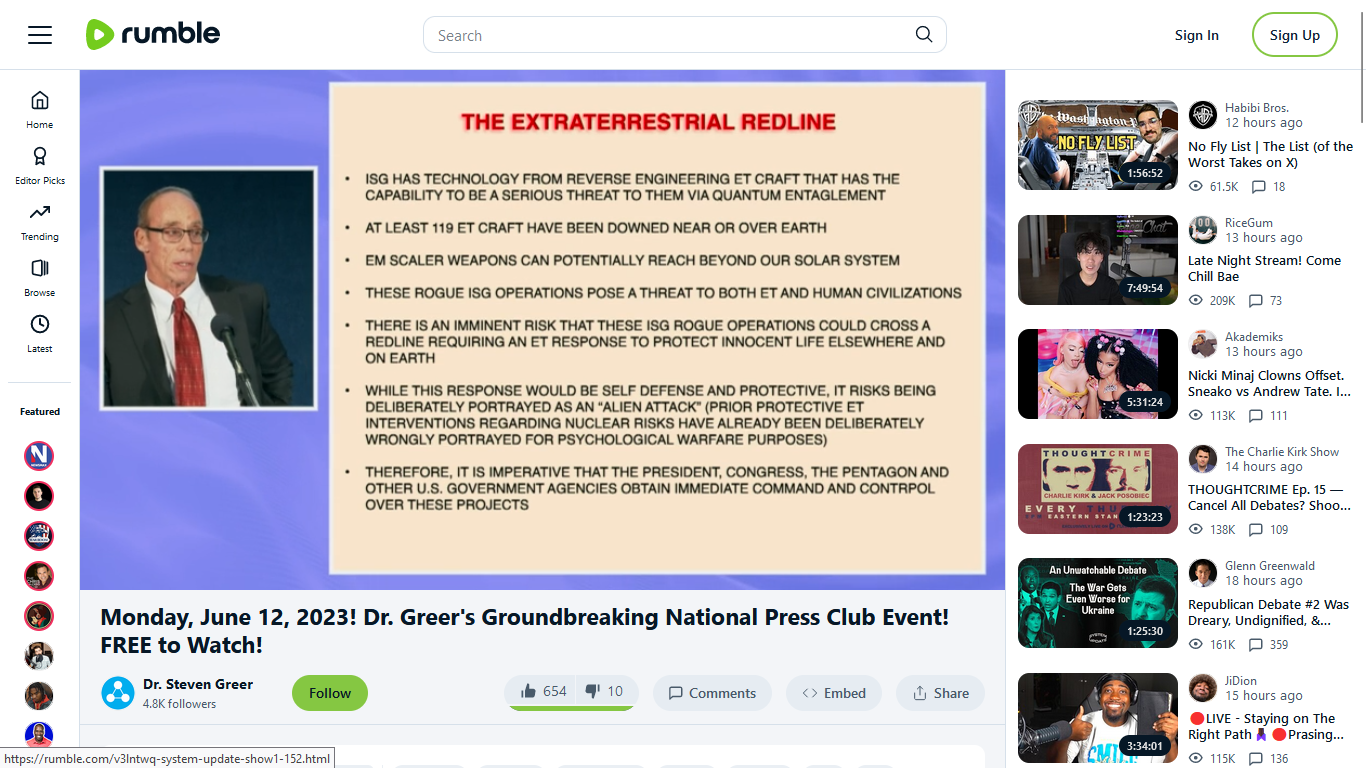 rumble
Search
Sign In
Sign Up
Home
Editor Picks
Trending
Browse
Latest
Featured
THE EXTRATERRESTRIAL REDLINE
• ISG HAS TECHNOLOGY FROM REVERSE ENGINEERING ET CRAFT THAT HAS THE
CAPABILITY TO BE A SERIOUS THREAT TO THEM VIA QUANTUM ENTAGLEMENT
• AT LEAST 119 ET CRAFT HAVE BEEN DOWNED NEAR OR OVER EARTH
• EM SCALER WEAPONS CAN POTENTIALLY REACH BEYOND OUR SOLAR SYSTEM
• THESE ROGUE ISG OPERATIONS POSE A THREAT TO BOTH ET AND HUMAN CIVILIZATIONS
• THERE IS AN IMMINENT RISK THAT THESE ISG ROGUE OPERATIONS COULD CROSS A
REDLINE REQUIRING AN ET RESPONSE TO PROTECT INNOCENT LIFE ELSEWHERE AND
ON EARTH
• WHILE THIS RESPONSE WOULD BE SELF DEFENSE AND PROTECTIVE, IT RISKS BEING
DELIBERATELY PORTRAYED AS AN “ALIEN ATTACK” (PRIOR PROTECTIVE ET
INTERVENTIONS REGARDING NUCLEAR RISKS HAVE ALREADY BEEN DELIBERATELY
WRONGLY PORTRAYED FOR PSYCHOLOGICAL WARFARE PURPOSES)
• THEREFORE, IT IS IMPERATIVE THAT THE PRESIDENT, CONGRESS, THE PENTAGON AND
OTHER U.S. GOVERNMENT AGENCIES OBTAIN IMMEDIATE COMMAND AND CONTRPOL
OVER THESE PROJECTS
Monday, June 12, 2023! Dr. Greer's Groundbreaking National Press Club Event!
FREE to Watch!
Dr. Steven Greer
4.8K followers
Follow
654
10
Comments
Embed
Share
https://rumble.com/v3lntwq-system-update-show1-152.html
Washington
NO FLY LIST
1:56:52
Habibi Bros.
12 hours ago
No Fly List | The List (of the
Worst Takes on X)
61.5K
18
Chat
7:49:54
RiceGum
13 hours ago
Late Night Stream! Come
Chill Bae
209K
73
5:31:24
Akademiks
13 hours ago
Nicki Minaj Clowns Offset.
Sneako vs Andrew Tate. I...
113K
111
THOUGHTCRIME
CHARLIE KIRK & JACK POSOBIEC
EVERY THU
1:23:23
The Charlie Kirk Show
14 hours ago
THOUGHTCRIME Ep. 15 —
Cancel All Debates? Shoo...
138K
109
An Unwatchable Debate
The War Gets
Even Worse for
Ukraine
SYSTEM
UPDATE
1:25:30
Glenn Greenwald
18 hours ago
Republican Debate #2 Was
Dreary, Undignified, &...
161K
359
3:34:01
JiDion
15 hours ago
🔴LIVE - Staying on The
Right Path🧎🏾‍♂️🔴Prasing...
115K
136